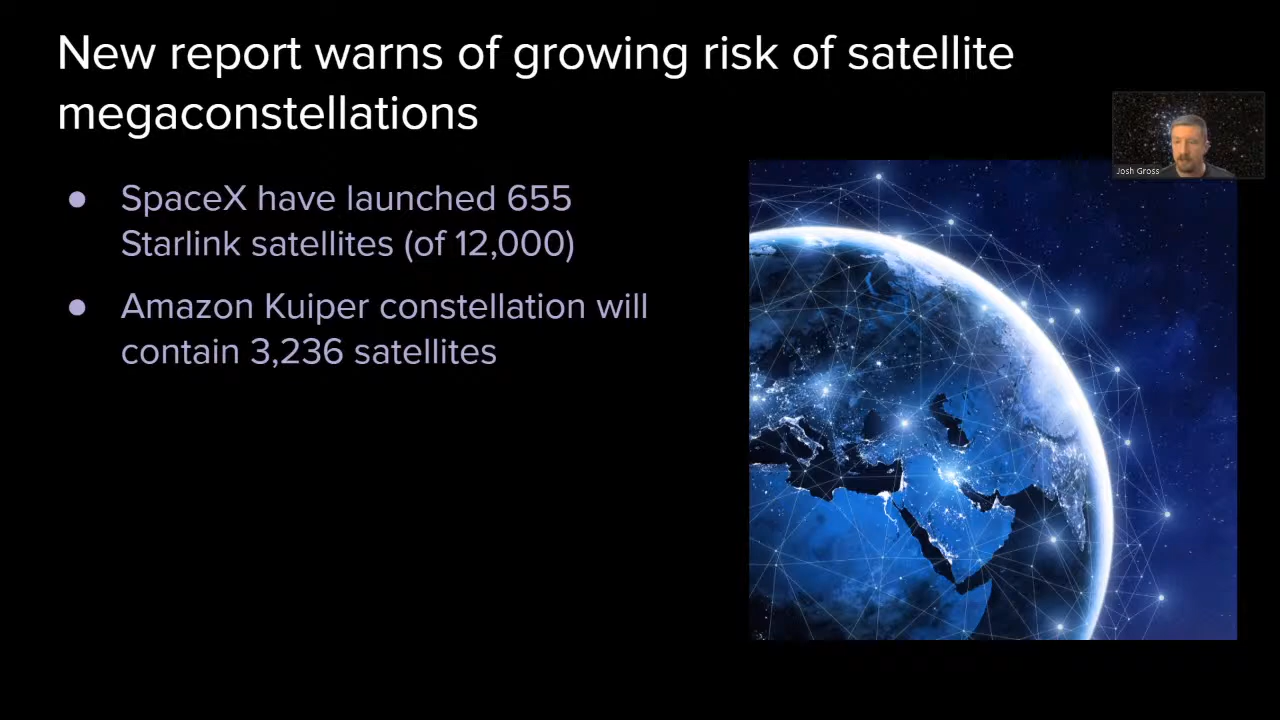 New report warns of growing risk of satellite
megaconstellations
● SpaceX have launched 655
Starlink satellites (of 12,000)
● Amazon Kuiper constellation will
contain 3,236 satellites
Josh Gross